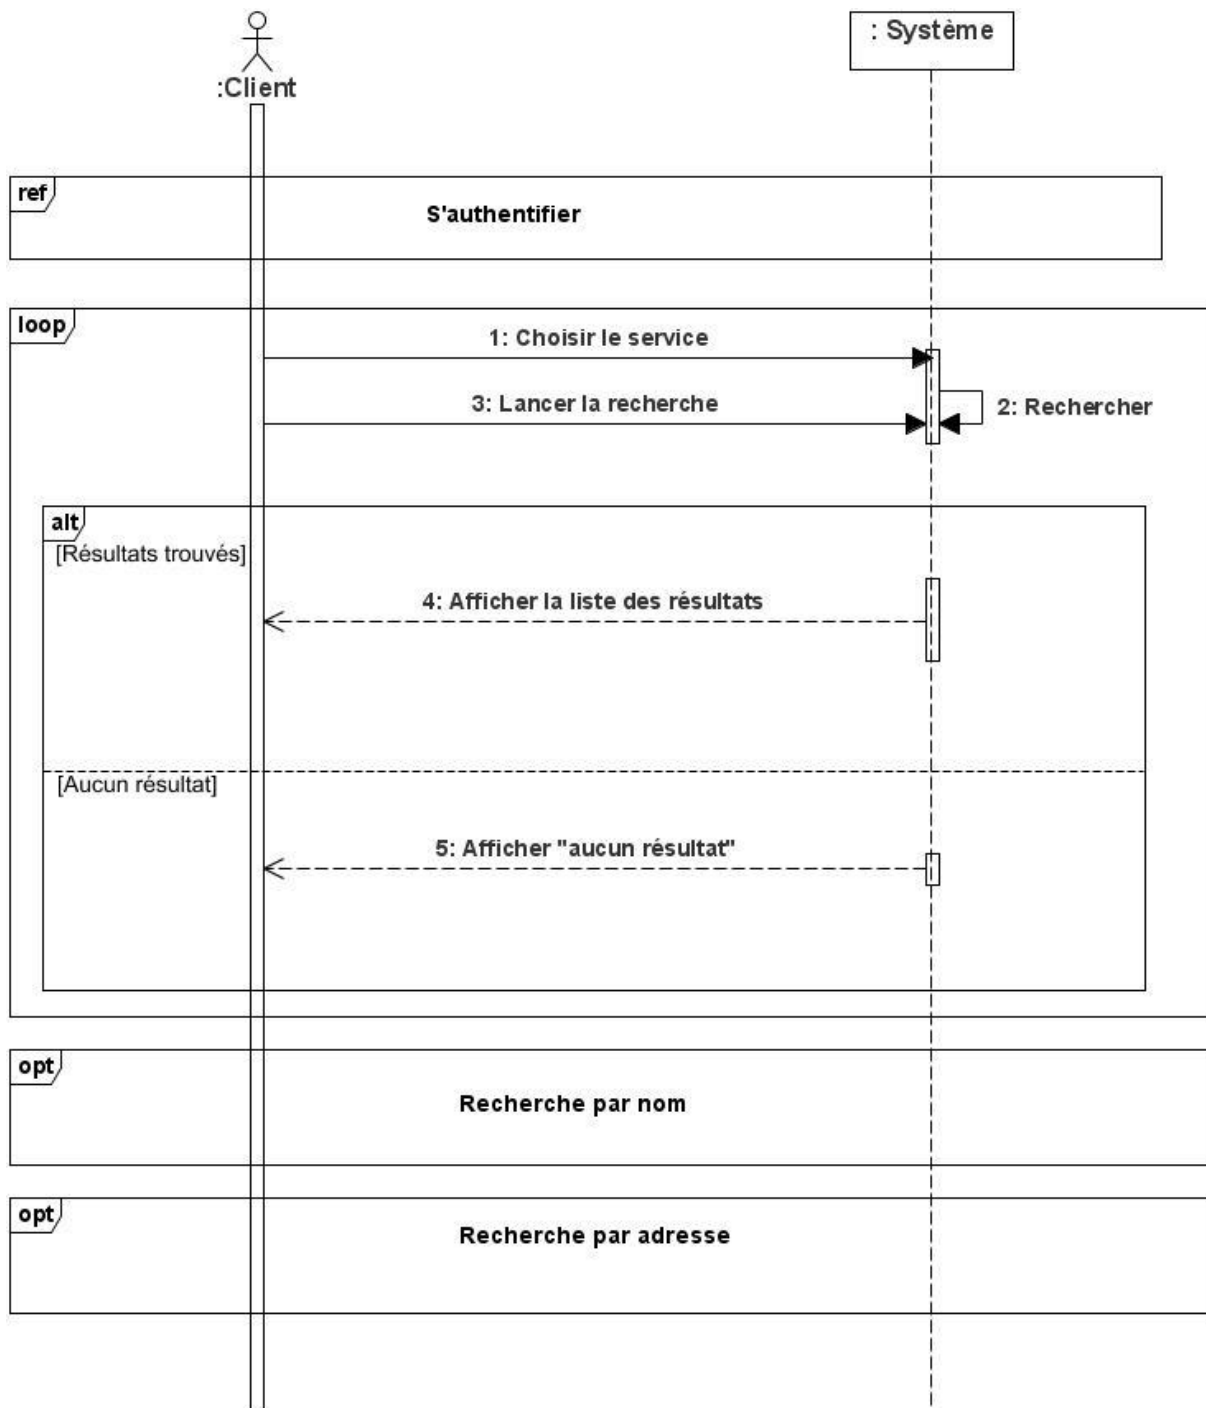 : Système
:Client
ref
S'authentifier
loop
1: Choisir le service
3: Lancer la recherche
2: Rechercher
alt
[Résultats trouvés]
4: Afficher la liste des résultats
[Aucun résultat]
5: Afficher "aucun résultat"
opt
Recherche par nom
opt
Recherche par adresse